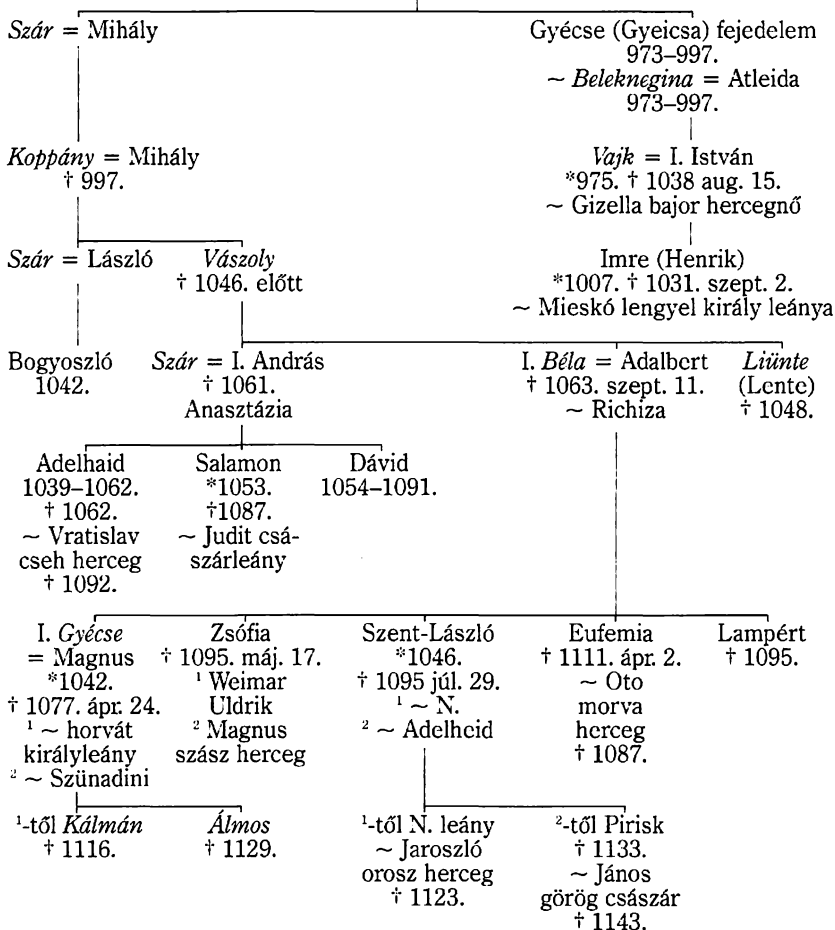 Szár = Mihály
Gyécse (Gyeicsa) fejedelem
973–997.
~ Beleknegina = Atleida
973–997.
Koppány = Mihály
† 997.
Vajk = I. István
*975. † 1038 aug. 15.
~ Gizella bajor hercegnő
Szár = László
Vászoly
† 1046. előtt
Imre (Henrik)
*1007. † 1031. szept. 2.
~ Mieskó lengyel király leánya
Bogyoszló
1042.
Szár = I. András
† 1061.
Anasztázia
I. Béla = Adalbert
† 1063. szept. 11.
~ Richiza
Liünte
(Lente)
† 1048.
Adelhaid
1039–1062.
† 1062.
~ Vratislav
cseh herceg
† 1092.
Salamon
*1053.
†1087.
~ Judit csá-
szárleány
Dávid
1054–1091.
I. Gyécse
= Magnus
*1042.
† 1077. ápr. 24.
¹ ~ horvát
királyleány
² ~ Szünadini
Zsófia
† 1095. máj. 17.
¹ Weimar
Uldrik
² Magnus
szász herceg
Szent-László
*1046.
† 1095 júl. 29.
¹ ~ N.
² ~ Adelheid
Eufemia
† 1111. ápr. 2.
~ Oto
morva
herceg
† 1087.
Lampért
† 1095.
¹-től Kálmán
† 1116.
Álmos
† 1129.
¹-től N. leány
~ Jaroszló
orosz herceg
† 1123.
²-től Pirisk
† 1133.
~ János
görög császár
† 1143.